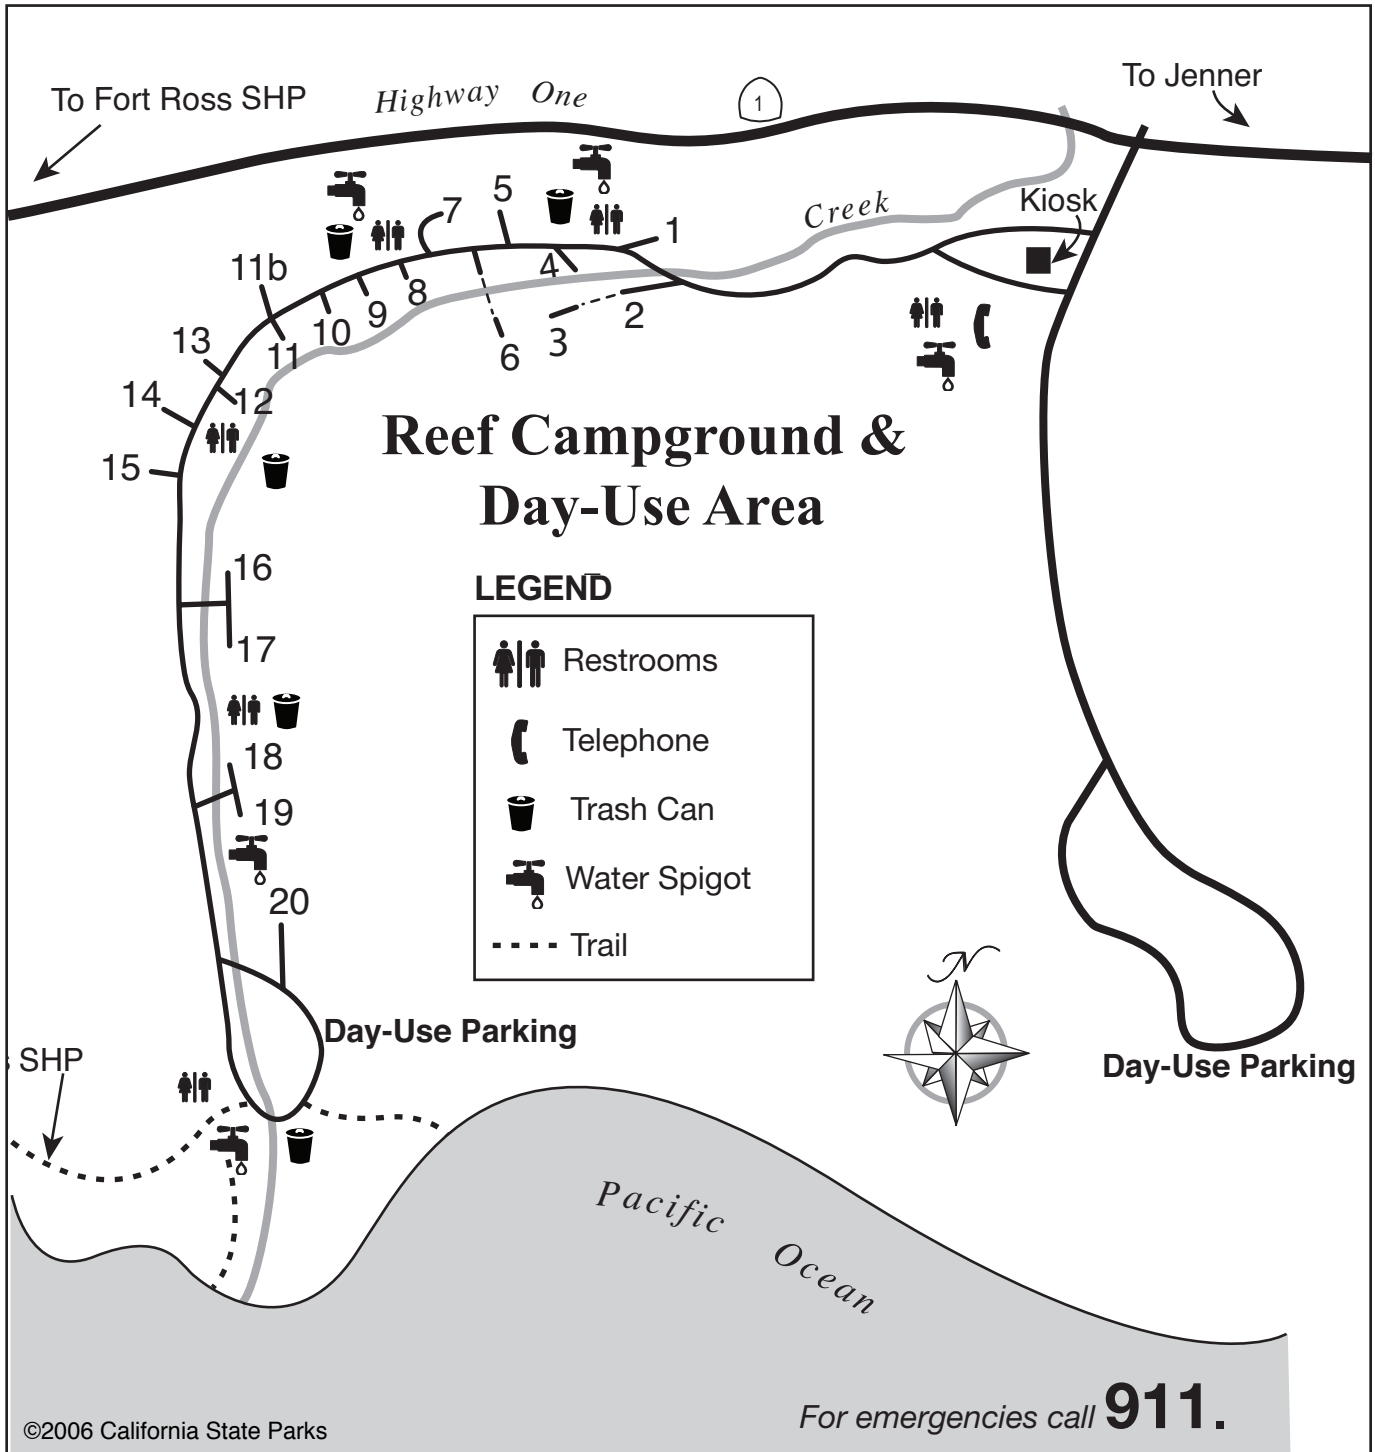 To Fort Ross SHP
Highway One
1
To Jenner
Kiosk
Creek
1
2
3
4
5
6
7
8
9
10
11
11b
12
13
14
15
16
17
18
19
20
Reef Campground &
Day-Use Area
LEGEND
Restrooms
Telephone
Trash Can
Water Spigot
Trail
N
Day-Use Parking
Day-Use Parking
s SHP
Pacific Ocean
For emergencies call 911.
©2006 California State Parks